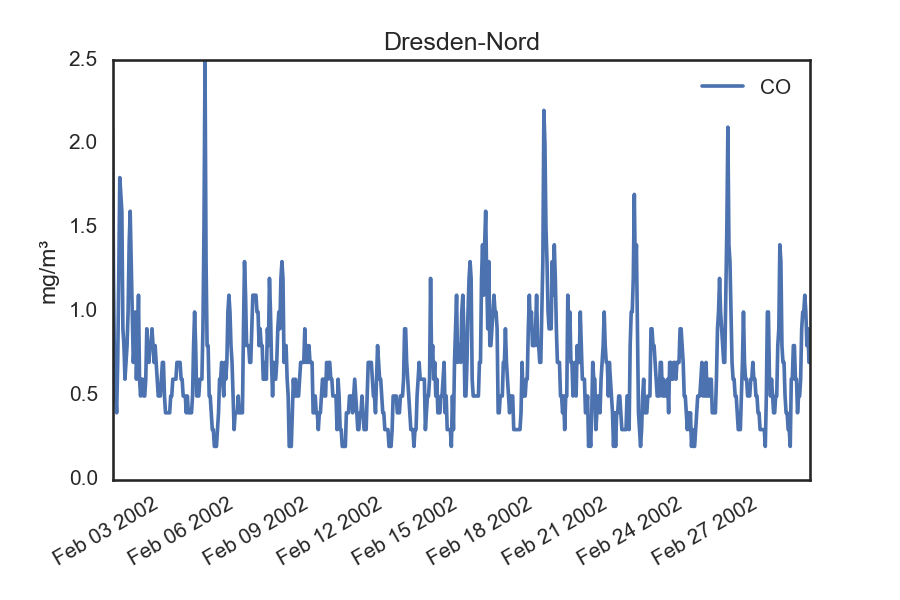 Dresden-Nord
CO
mg/m³
2.5
2.0
1.5
1.0
0.5
0.0
Feb 03 2002
Feb 06 2002
Feb 09 2002
Feb 12 2002
Feb 15 2002
Feb 18 2002
Feb 21 2002
Feb 24 2002
Feb 27 2002